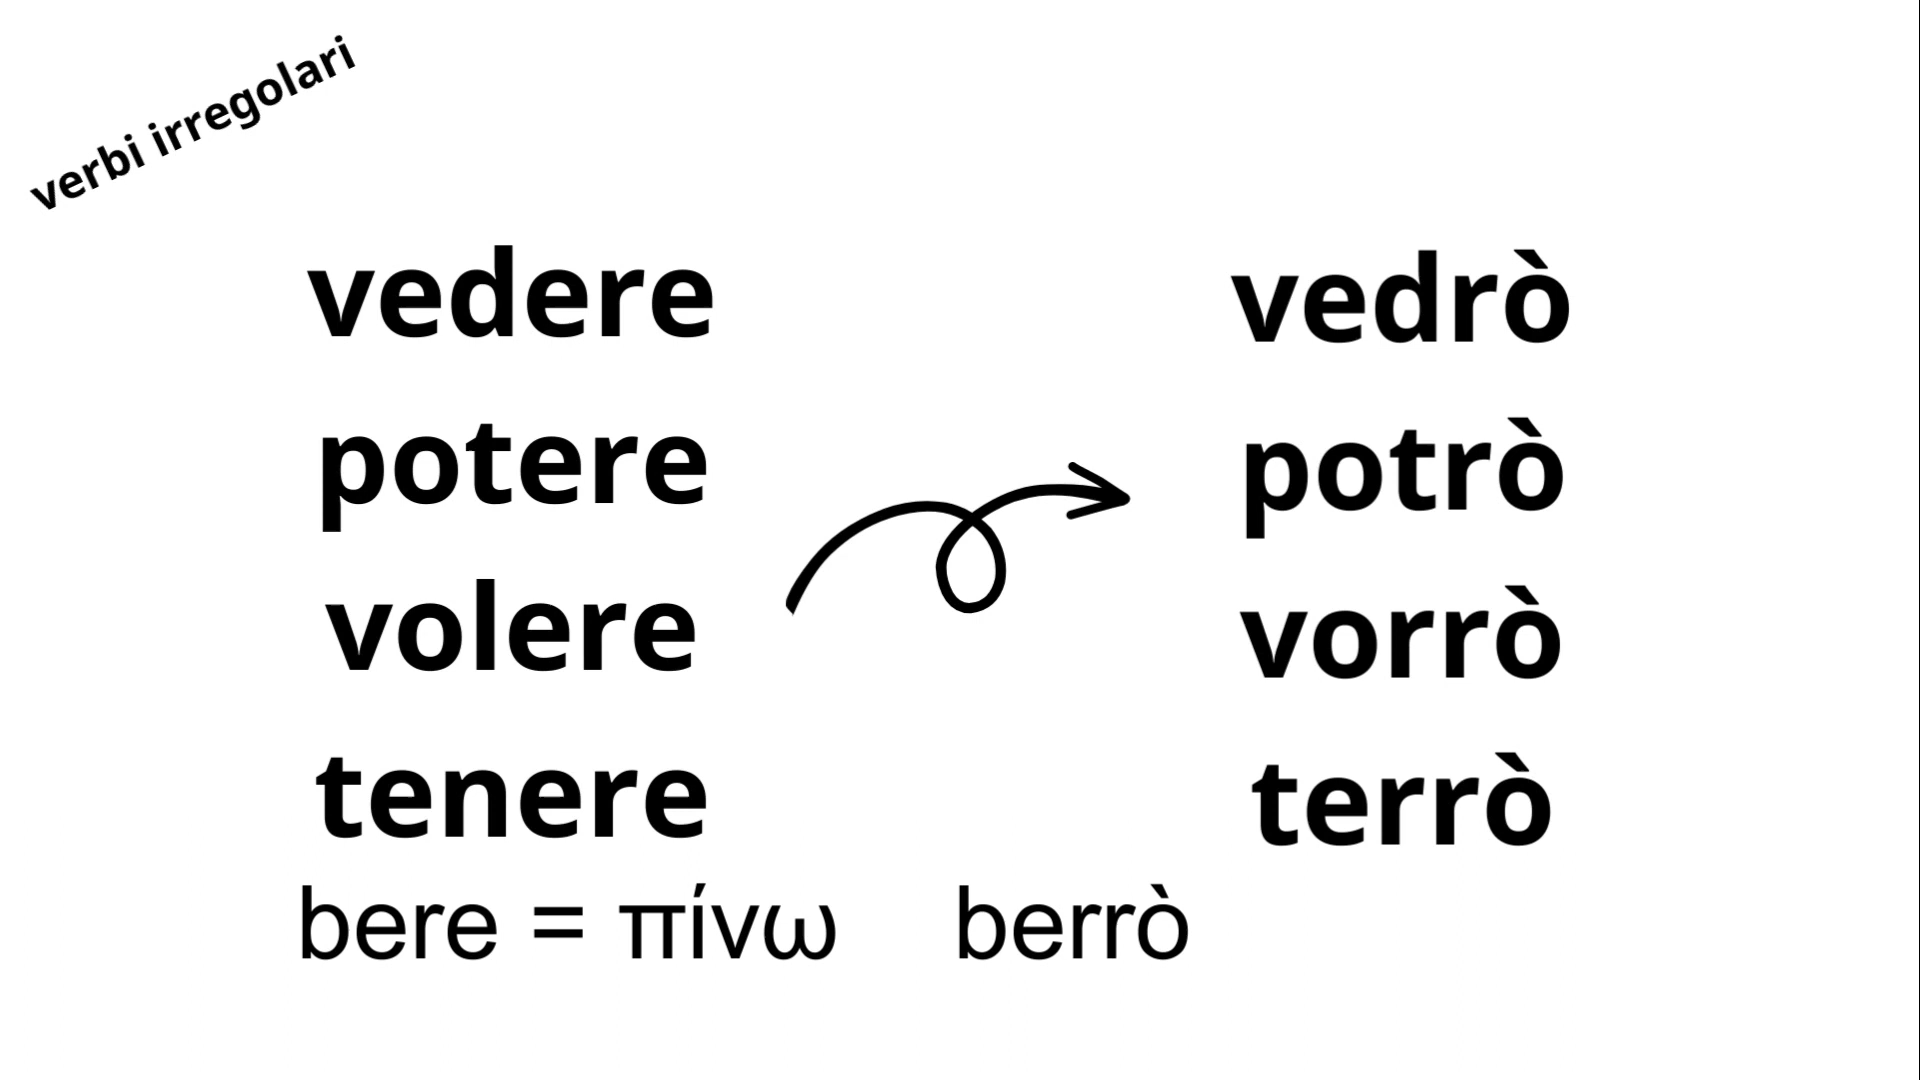 verbi irregolari
vedere vedrò
potere potrò
volere vorrò
tenere terrò
bere = πίνω berrò